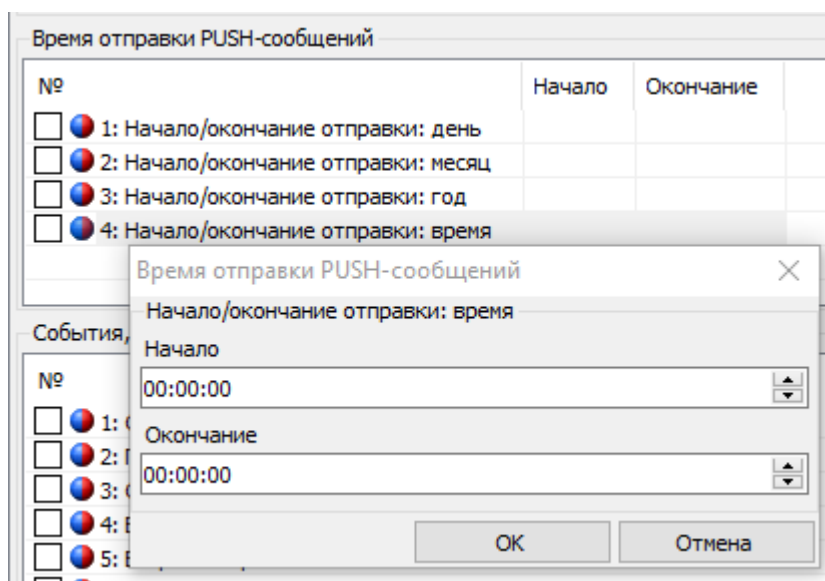 Время отправки PUSH-сообщений
№ Начало Окончание
1: Начало/окончание отправки: день
2: Начало/окончание отправки: месяц
3: Начало/окончание отправки: год
4: Начало/окончание отправки: время
Время отправки PUSH-сообщений
Начало/окончание отправки: время
События,
Начало
№
00:00:00
1:
Окончание
2:
00:00:00
3:
4:
OK Отмена
5: